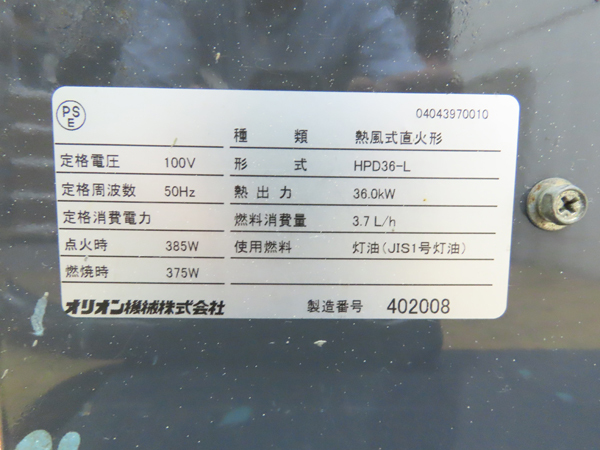 PS
E
04043970010
種 類 熱風式直火形
定格電圧 100V 形 式 HPD36-L
定格周波数 50Hz 熱出力 36.0kW
定格消費電力 燃料消費量 3.7 L/h
点火時 385W 使用燃料 灯油(JIS1号灯油)
燃焼時 375W
オリオン機械株式会社 製造番号 402008